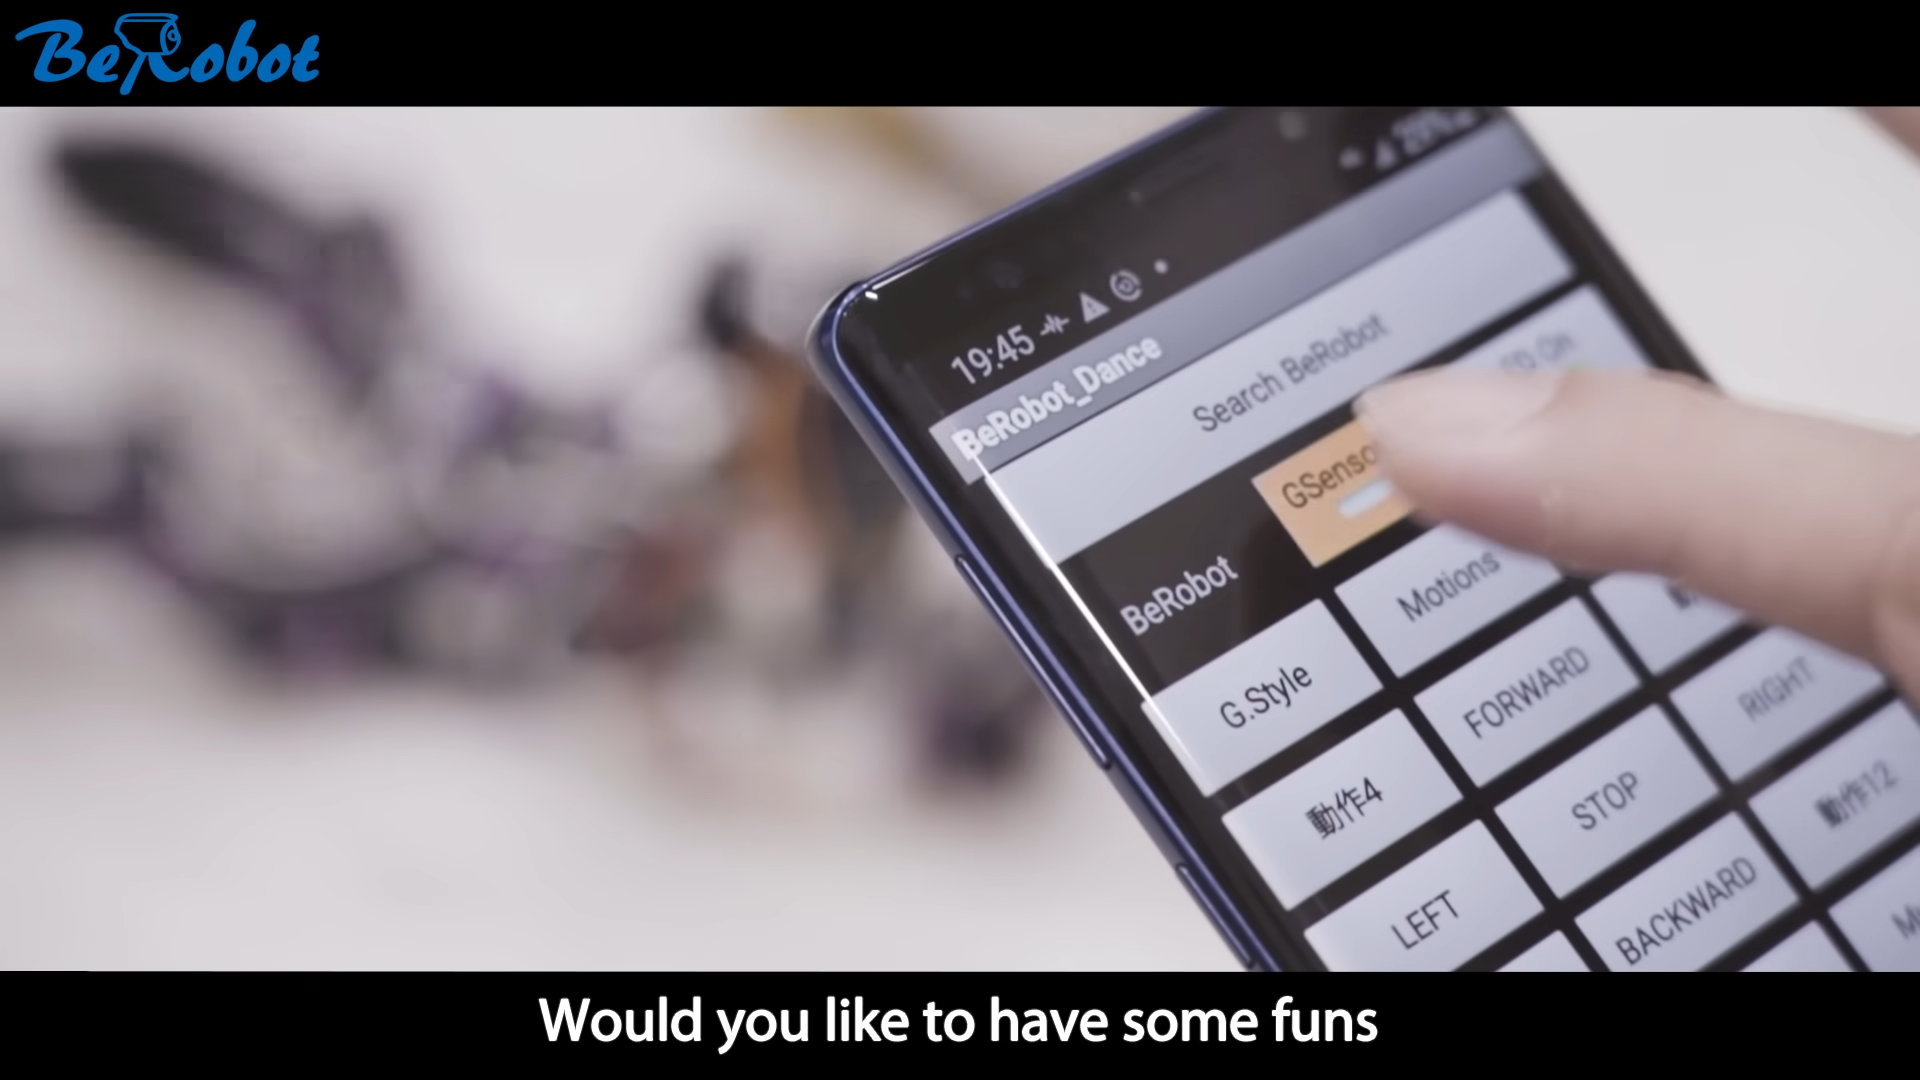 BeRobot
19:45
BeRobot_Dance
Search BeRobot
BeRobot
G.Style
Motions
動作4
FORWARD
RIGHT
LEFT
STOP
動作12
BACKWARD
Would you like to have some funs